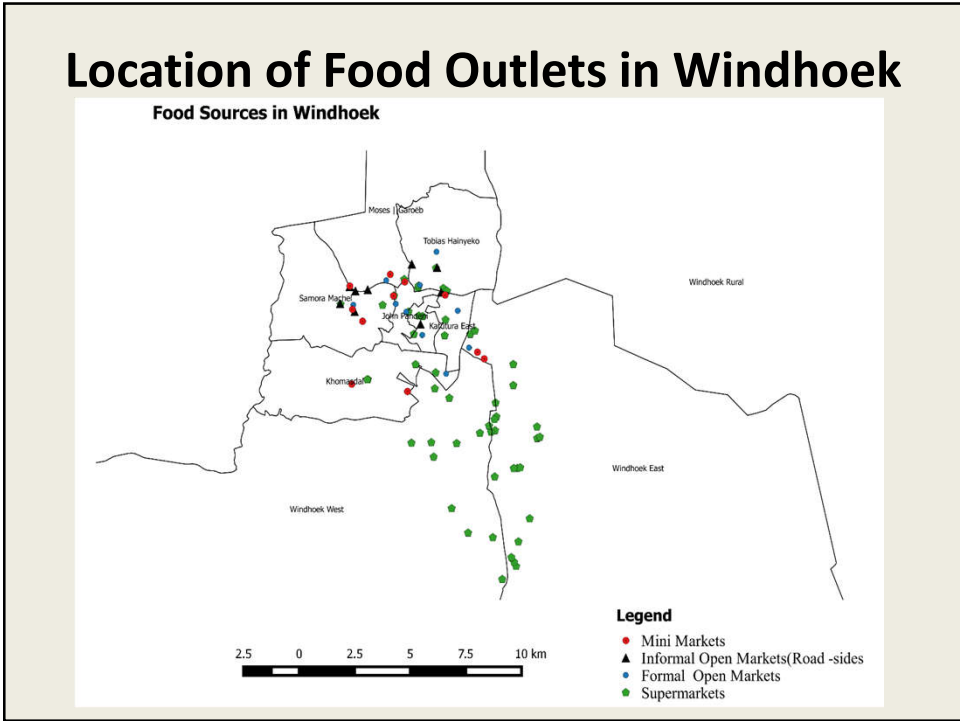 Location of Food Outlets in Windhoek
Food Sources in Windhoek
Moses ||Garoëb
Tobias Hainyeko
Windhoek Rural
Samora Machel
John Pandeni
Katutura East
Khomasdal
Windhoek East
Windhoek West
Legend
Mini Markets
Informal Open Markets(Road -sides
Formal Open Markets
Supermarkets
2.5 0 2.5 5 7.5 10 km